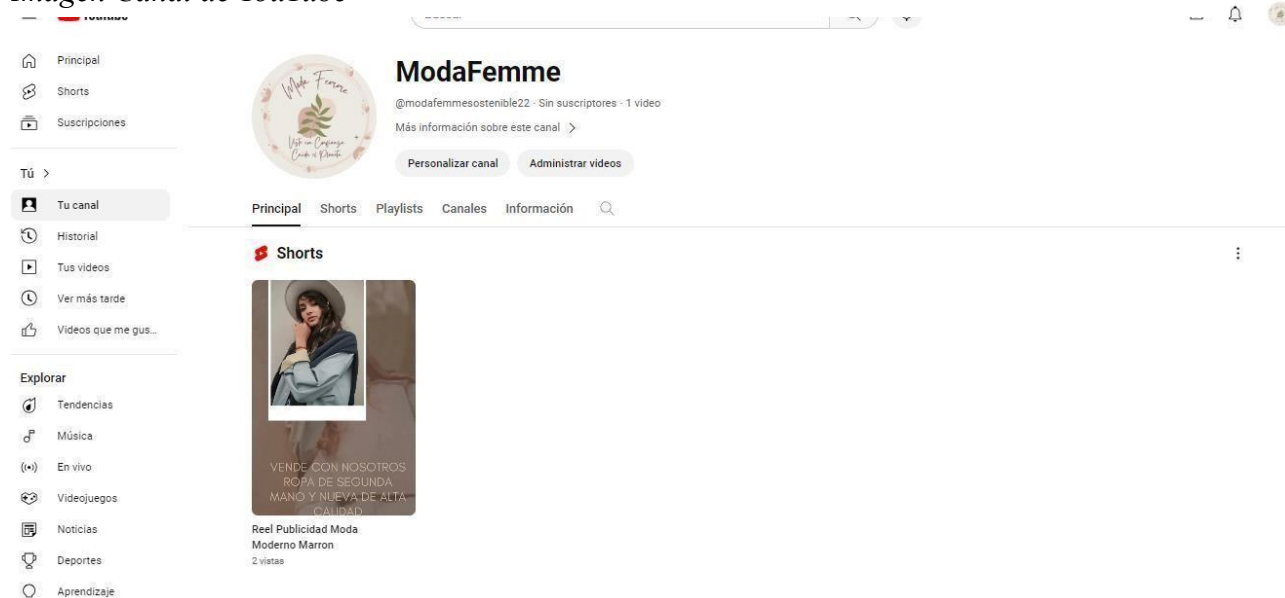 Imagen Canal de YouTube
Principal
Shorts
Suscripciones
Tú >
Tu canal
Historial
Tus videos
Ver más tarde
Videos que me gus...
Explorar
Tendencias
Música
En vivo
Videojuegos
Noticias
Deportes
Aprendizaje
Moda Femme
ModaFemme
@modafemmesostenible22 · Sin suscriptores · 1 video
Más información sobre este canal >
Personalizar canal
Administrar videos
Principal Shorts Playlists Canales Información
Shorts
VENDE CON NOSOTROS
ROPA DE SEGUNDA
MANO Y NUEVA DE ALTA
CALIDAD
Reel Publicidad Moda
Moderno Marron
2 vistas